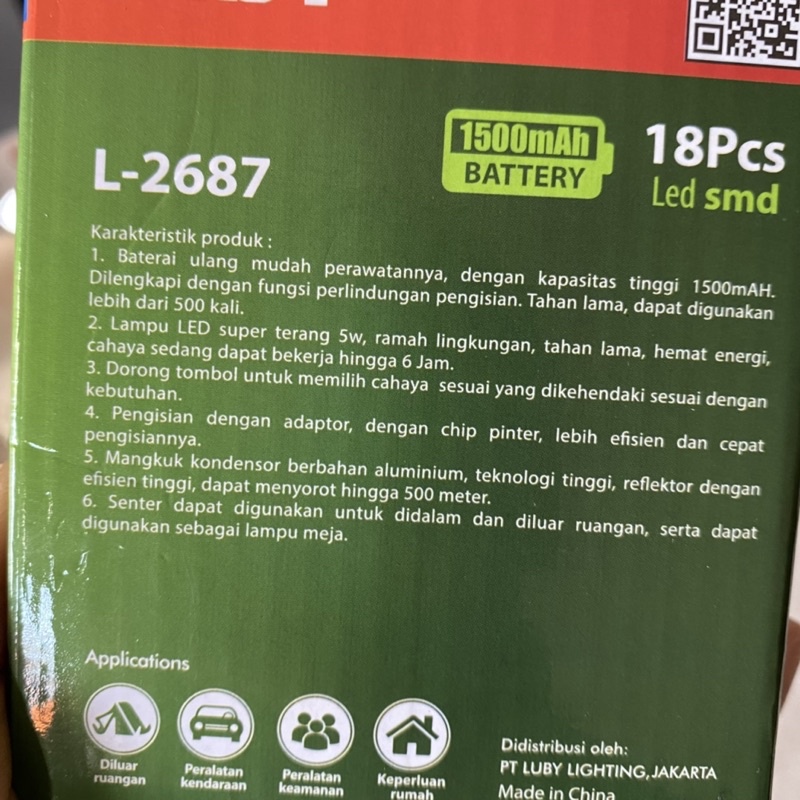 L-2687
1500mAh
BATTERY
18Pcs
Led smd
Karakteristik produk :
1. Baterai ulang mudah perawatannya, dengan kapasitas tinggi 1500mAH.
Dilengkapi dengan fungsi perlindungan pengisian. Tahan lama, dapat digunakan
lebih dari 500 kali.
2. Lampu LED super terang 5w, ramah lingkungan, tahan lama, hemat energi,
cahaya sedang dapat bekerja hingga 6 Jam.
3. Dorong tombol untuk memilih cahaya sesuai yang dikehendaki sesuai dengan
kebutuhan.
4. Pengisian dengan adaptor, dengan chip pinter, lebih efisien dan cepat
pengisiannya.
5. Mangkuk kondensor berbahan aluminium, teknologi tinggi, reflektor dengan
efisien tinggi, dapat menyorot hingga 500 meter.
6. Senter dapat digunakan untuk didalam dan diluar ruangan, serta dapat
digunakan sebagai lampu meja.
Applications
Diluar
ruangan
Peralatan
kendaraan
Peralatan
keamanan
Keperluan
rumah
Didistribusi oleh:
PT LUBY LIGHTING, JAKARTA
Made in China